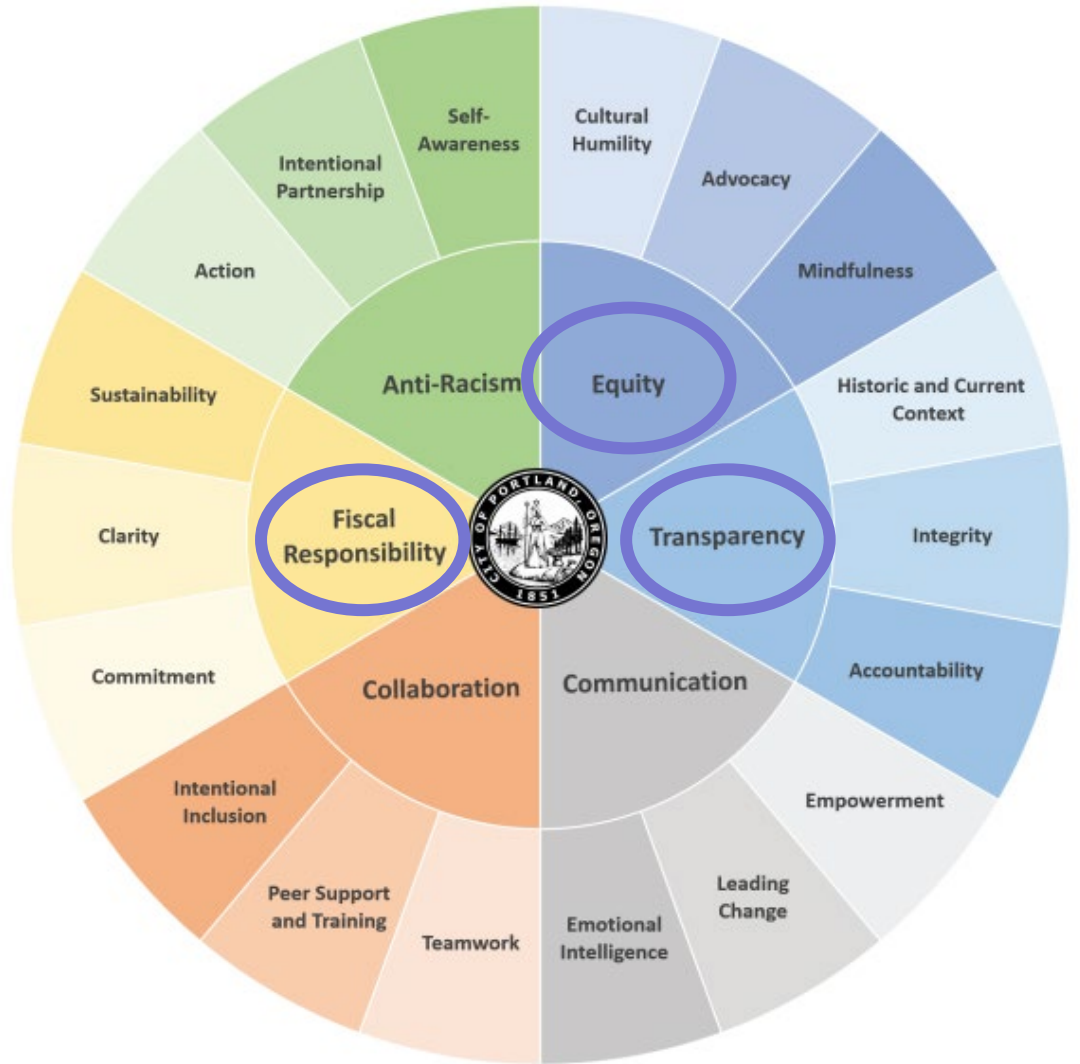 Self-
Awareness
Cultural
Humility
Intentional
Partnership
Advocacy
Action
Mindfulness
Sustainability
Anti-Racism
Equity
Historic and Current
Context
Clarity
Fiscal
Responsibility
CITY OF PORTLAND, OREGON
1851
Transparency
Integrity
Commitment
Collaboration
Communication
Accountability
Intentional
Inclusion
Empowerment
Peer Support
and Training
Leading
Change
Teamwork
Emotional
Intelligence